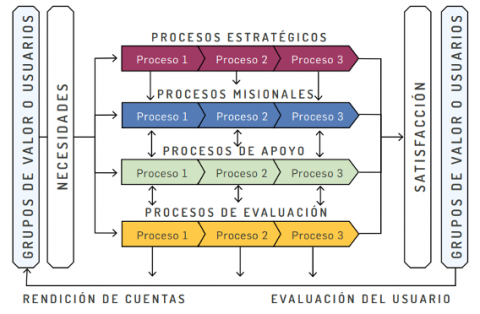 GRUPOS DE VALOR O USUARIOS
NECESIDADES
PROCESOS ESTRATÉGICOS
Proceso 1 Proceso 2 Proceso 3
PROCESOS MISIONALES
Proceso 1 Proceso 2 Proceso 3
PROCESOS DE APOYO
Proceso 1 Proceso 2 Proceso 3
PROCESOS DE EVALUACIÓN
Proceso 1 Proceso 2 Proceso 3
SATISFACCIÓN
GRUPOS DE VALOR O USUARIOS
RENDICIÓN DE CUENTAS
EVALUACIÓN DEL USUARIO